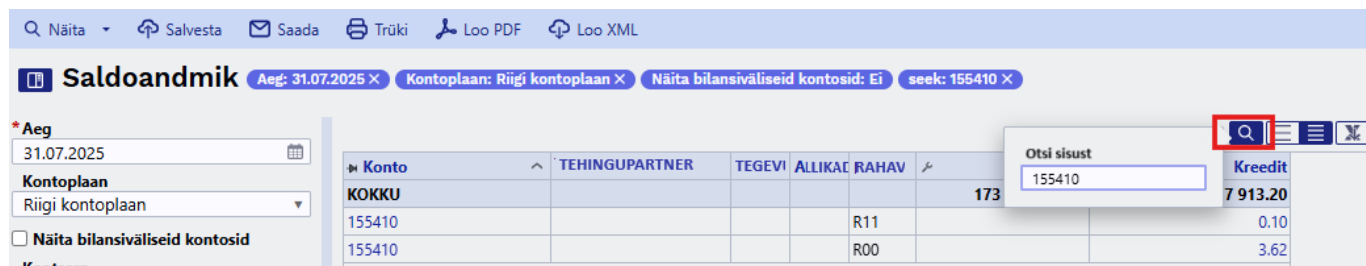 Näita Salvesta Saada Trüki Loo PDF Loo XML
Saldoandmik Aeg: 31.07.2025 × Kontoplaan: Riigi kontoplaan × Näita bilansiväliseid kontosid: Ei seek: 155410 ×
*Aeg
31.07.2025
Kontoplaan
Riigi kontoplaan
Näita bilansiväliseid kontosid
Otsi sisust
155410
Konto TEHINGUPARTNER TEGEVI ALLIKAD RAHAV Kreedit
KOKKU 173 7 913.20
155410 R11 0.10
155410 R00 3.62